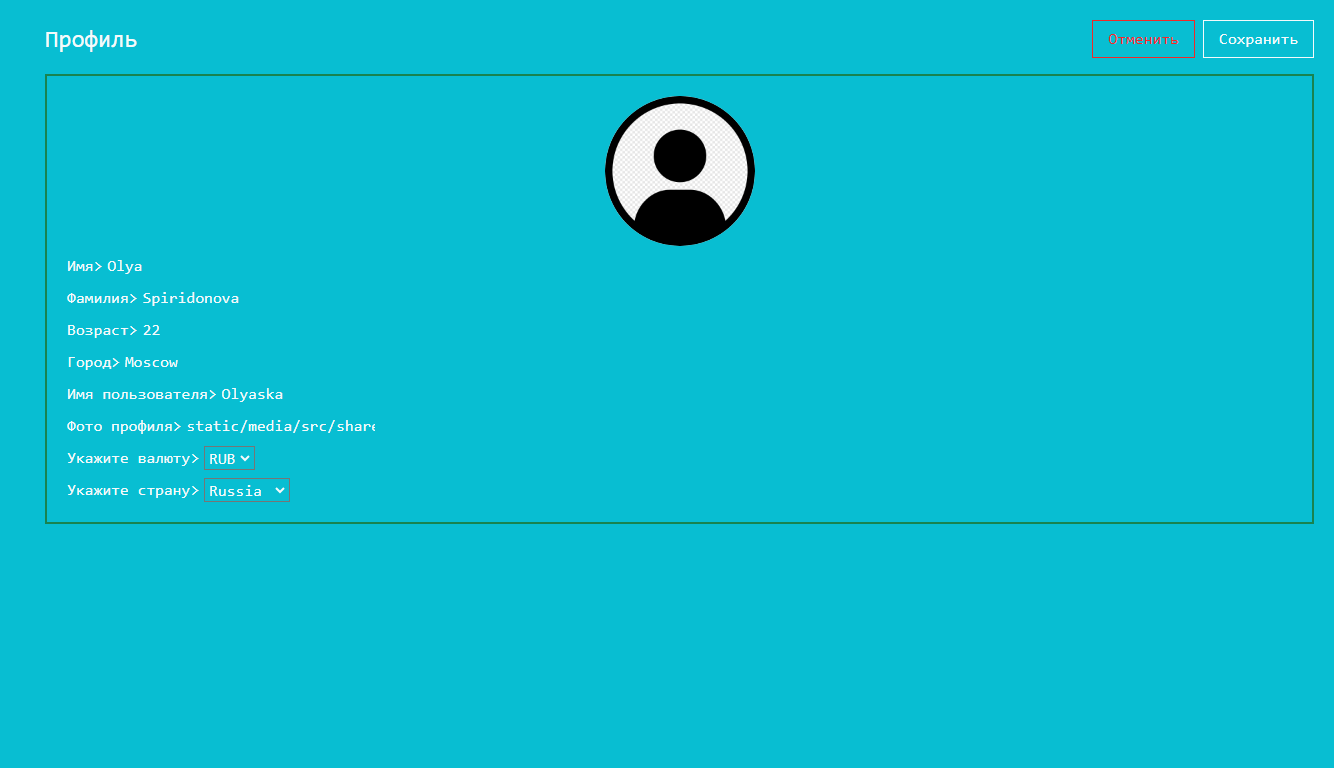 Профиль
Отменить Сохранить
Имя> Olya
Фамилия> Spiridonova
Возраст> 22
Город> Moscow
Имя пользователя> Olyaska
Фото профиля> static/media/src/share
Укажите валюту> RUB
Укажите страну> Russia